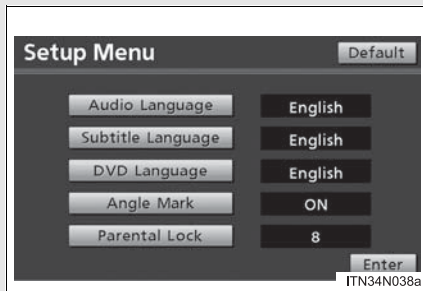 Setup Menu Default
Audio Language English
Subtitle Language English
DVD Language English
Angle Mark ON
Parental Lock 8
Enter
ITN34N038a